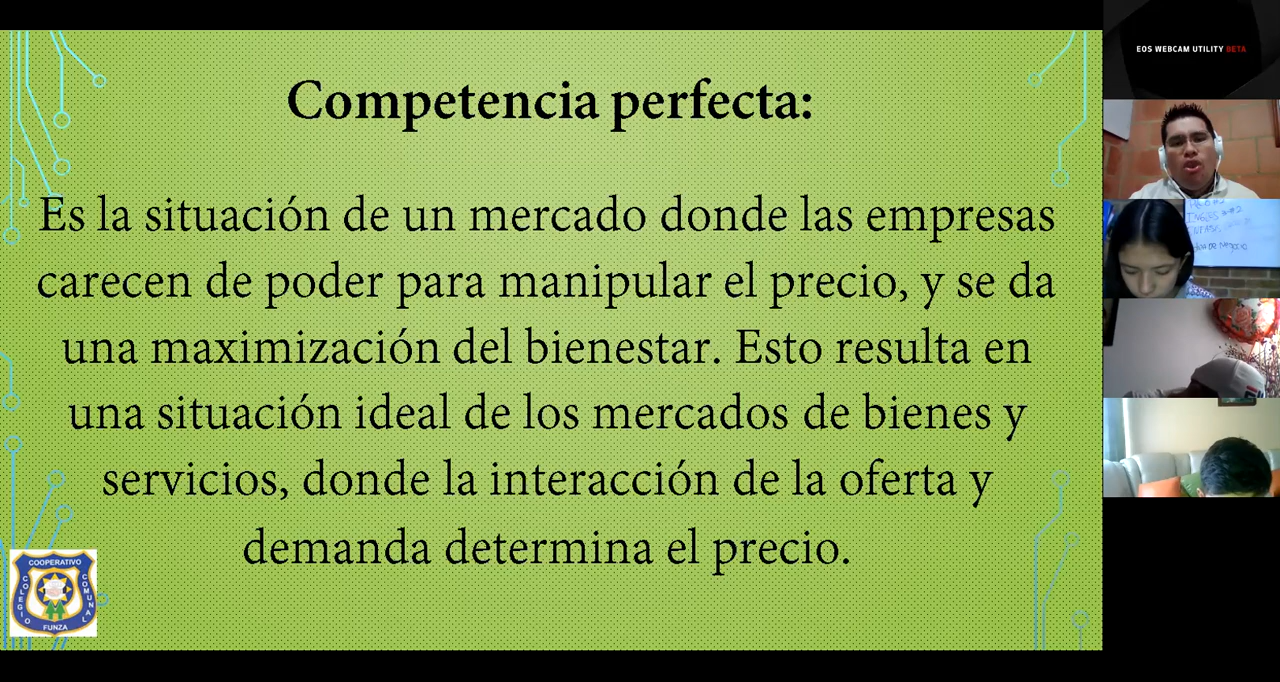 Competencia perfecta:
Es la situación de un mercado donde las empresas
carecen de poder para manipular el precio, y se da
una maximización del bienestar. Esto resulta en
una situación ideal de los mercados de bienes y
servicios, donde la interacción de la oferta y
demanda determina el precio.
COOPERATIVO
COLEGIO
COMUNAL
FUNZA
EOS WEBCAM UTILITY BETA
INGLES